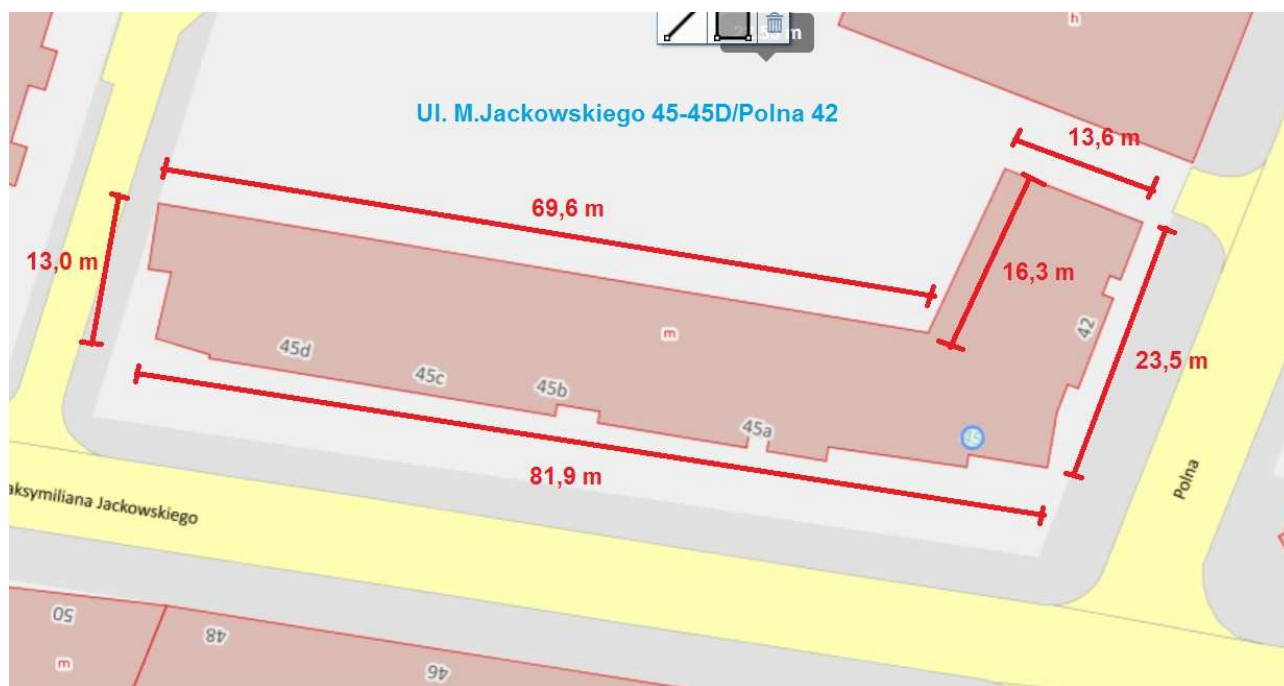 h
Ul. M.Jackowskiego 45-45D/Polna 42
13,6 m
69,6 m
13,0 m
16,3 m
42
m
45d
45c
45b
45a
45
23,5 m
81,9 m
Polna
aksymiliana Jackowskiego
50
48
46
m